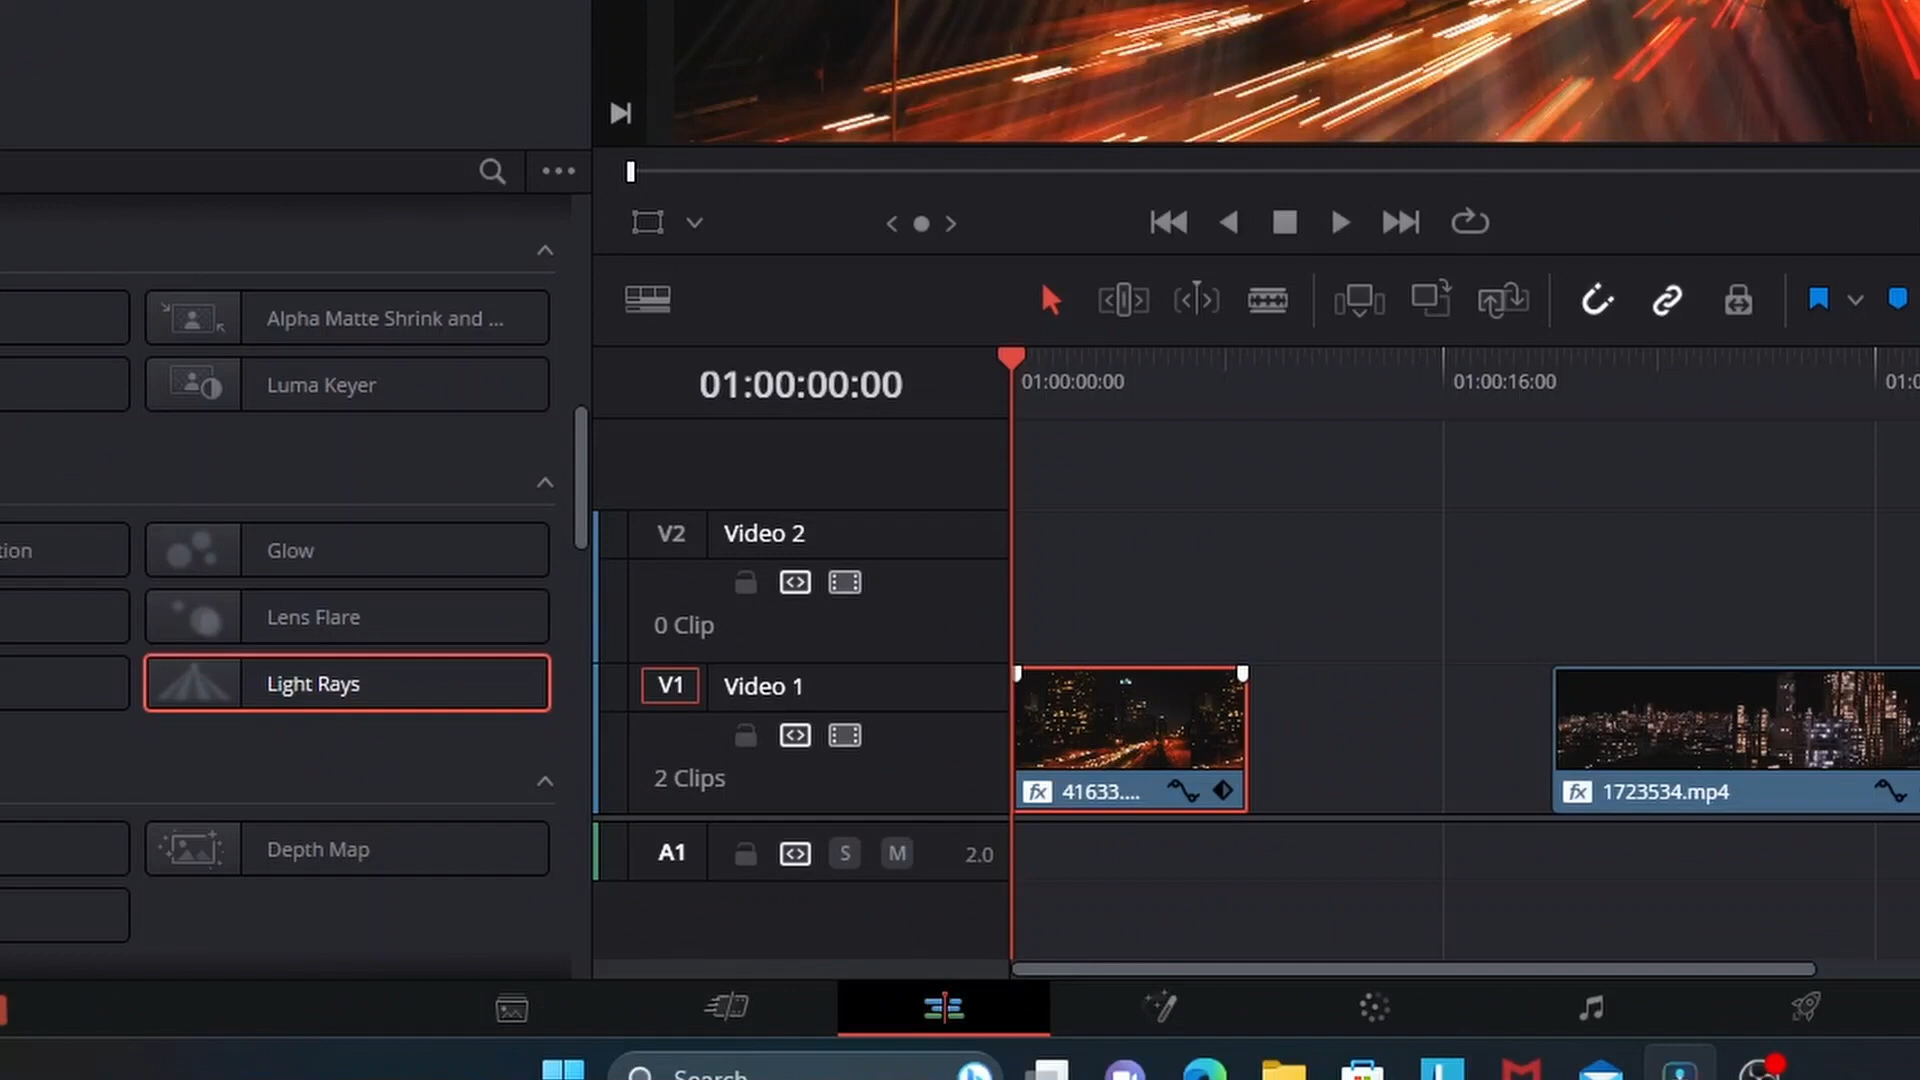 Alpha Matte Shrink and ...
Luma Keyer
tion
Glow
Lens Flare
Light Rays
Depth Map
01:00:00:00
01:00:00:00
01:00:16:00
01:0
V2
Video 2
0 Clip
V1
Video 1
2 Clips
fx
41633....
fx
1723534.mp4
A1
S
M
2.0
Search